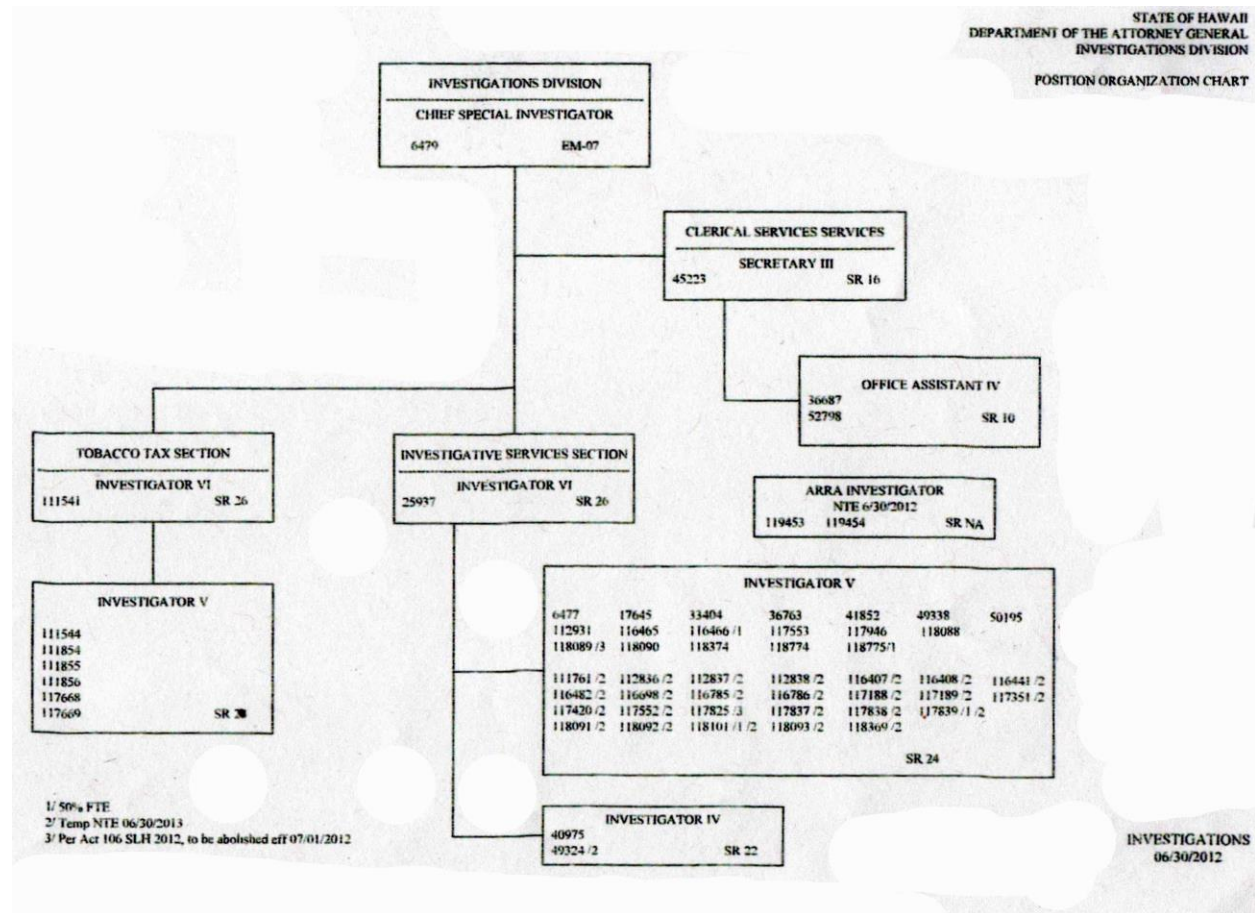 STATE OF HAWAII
DEPARTMENT OF THE ATTORNEY GENERAL
INVESTIGATIONS DIVISION
POSITION ORGANIZATION CHART
INVESTIGATIONS DIVISION
CHIEF SPECIAL INVESTIGATOR
6479 EM-07
CLERICAL SERVICES SERVICES
SECRETARY III
45223 SR 16
OFFICE ASSISTANT IV
36687
52798 SR 10
TOBACCO TAX SECTION
INVESTIGATOR VI
111541 SR 26
INVESTIGATIVE SERVICES SECTION
INVESTIGATOR VI
25937 SR 26
ARRA INVESTIGATOR
NTE 6/30/2012
119453 119454 SR NA
INVESTIGATOR V
111544
111854
111855
111856
117668
117669 SR
INVESTIGATOR V
6477 17645 33404 36763 41852 49338 50195
112931 116465 116466 /1 117553 117946 118088
118089 /3 118090 118374 118774 118775/1
111761 /2 112836 /2 112837 /2 112838 /2 116407 /2 116408 /2 116441 /2
116482 /2 116698 /2 116785 /2 116786 /2 117188 /2 117189 /2 117351 /2
117420 /2 117552 /2 117825 /3 117837 /2 117838 /2 117839 /1 /2
118091 /2 118092 /2 118101 /1 /2 118093 /2 118369 /2
SR 24
INVESTIGATOR IV
40975
49324 /2 SR 22
1/ 50% FTE
2/ Temp NTE 06/30/2013
3/ Per Act 106 SLH 2012, to be abolished eff 07/01/2012
INVESTIGATIONS
06/30/2012